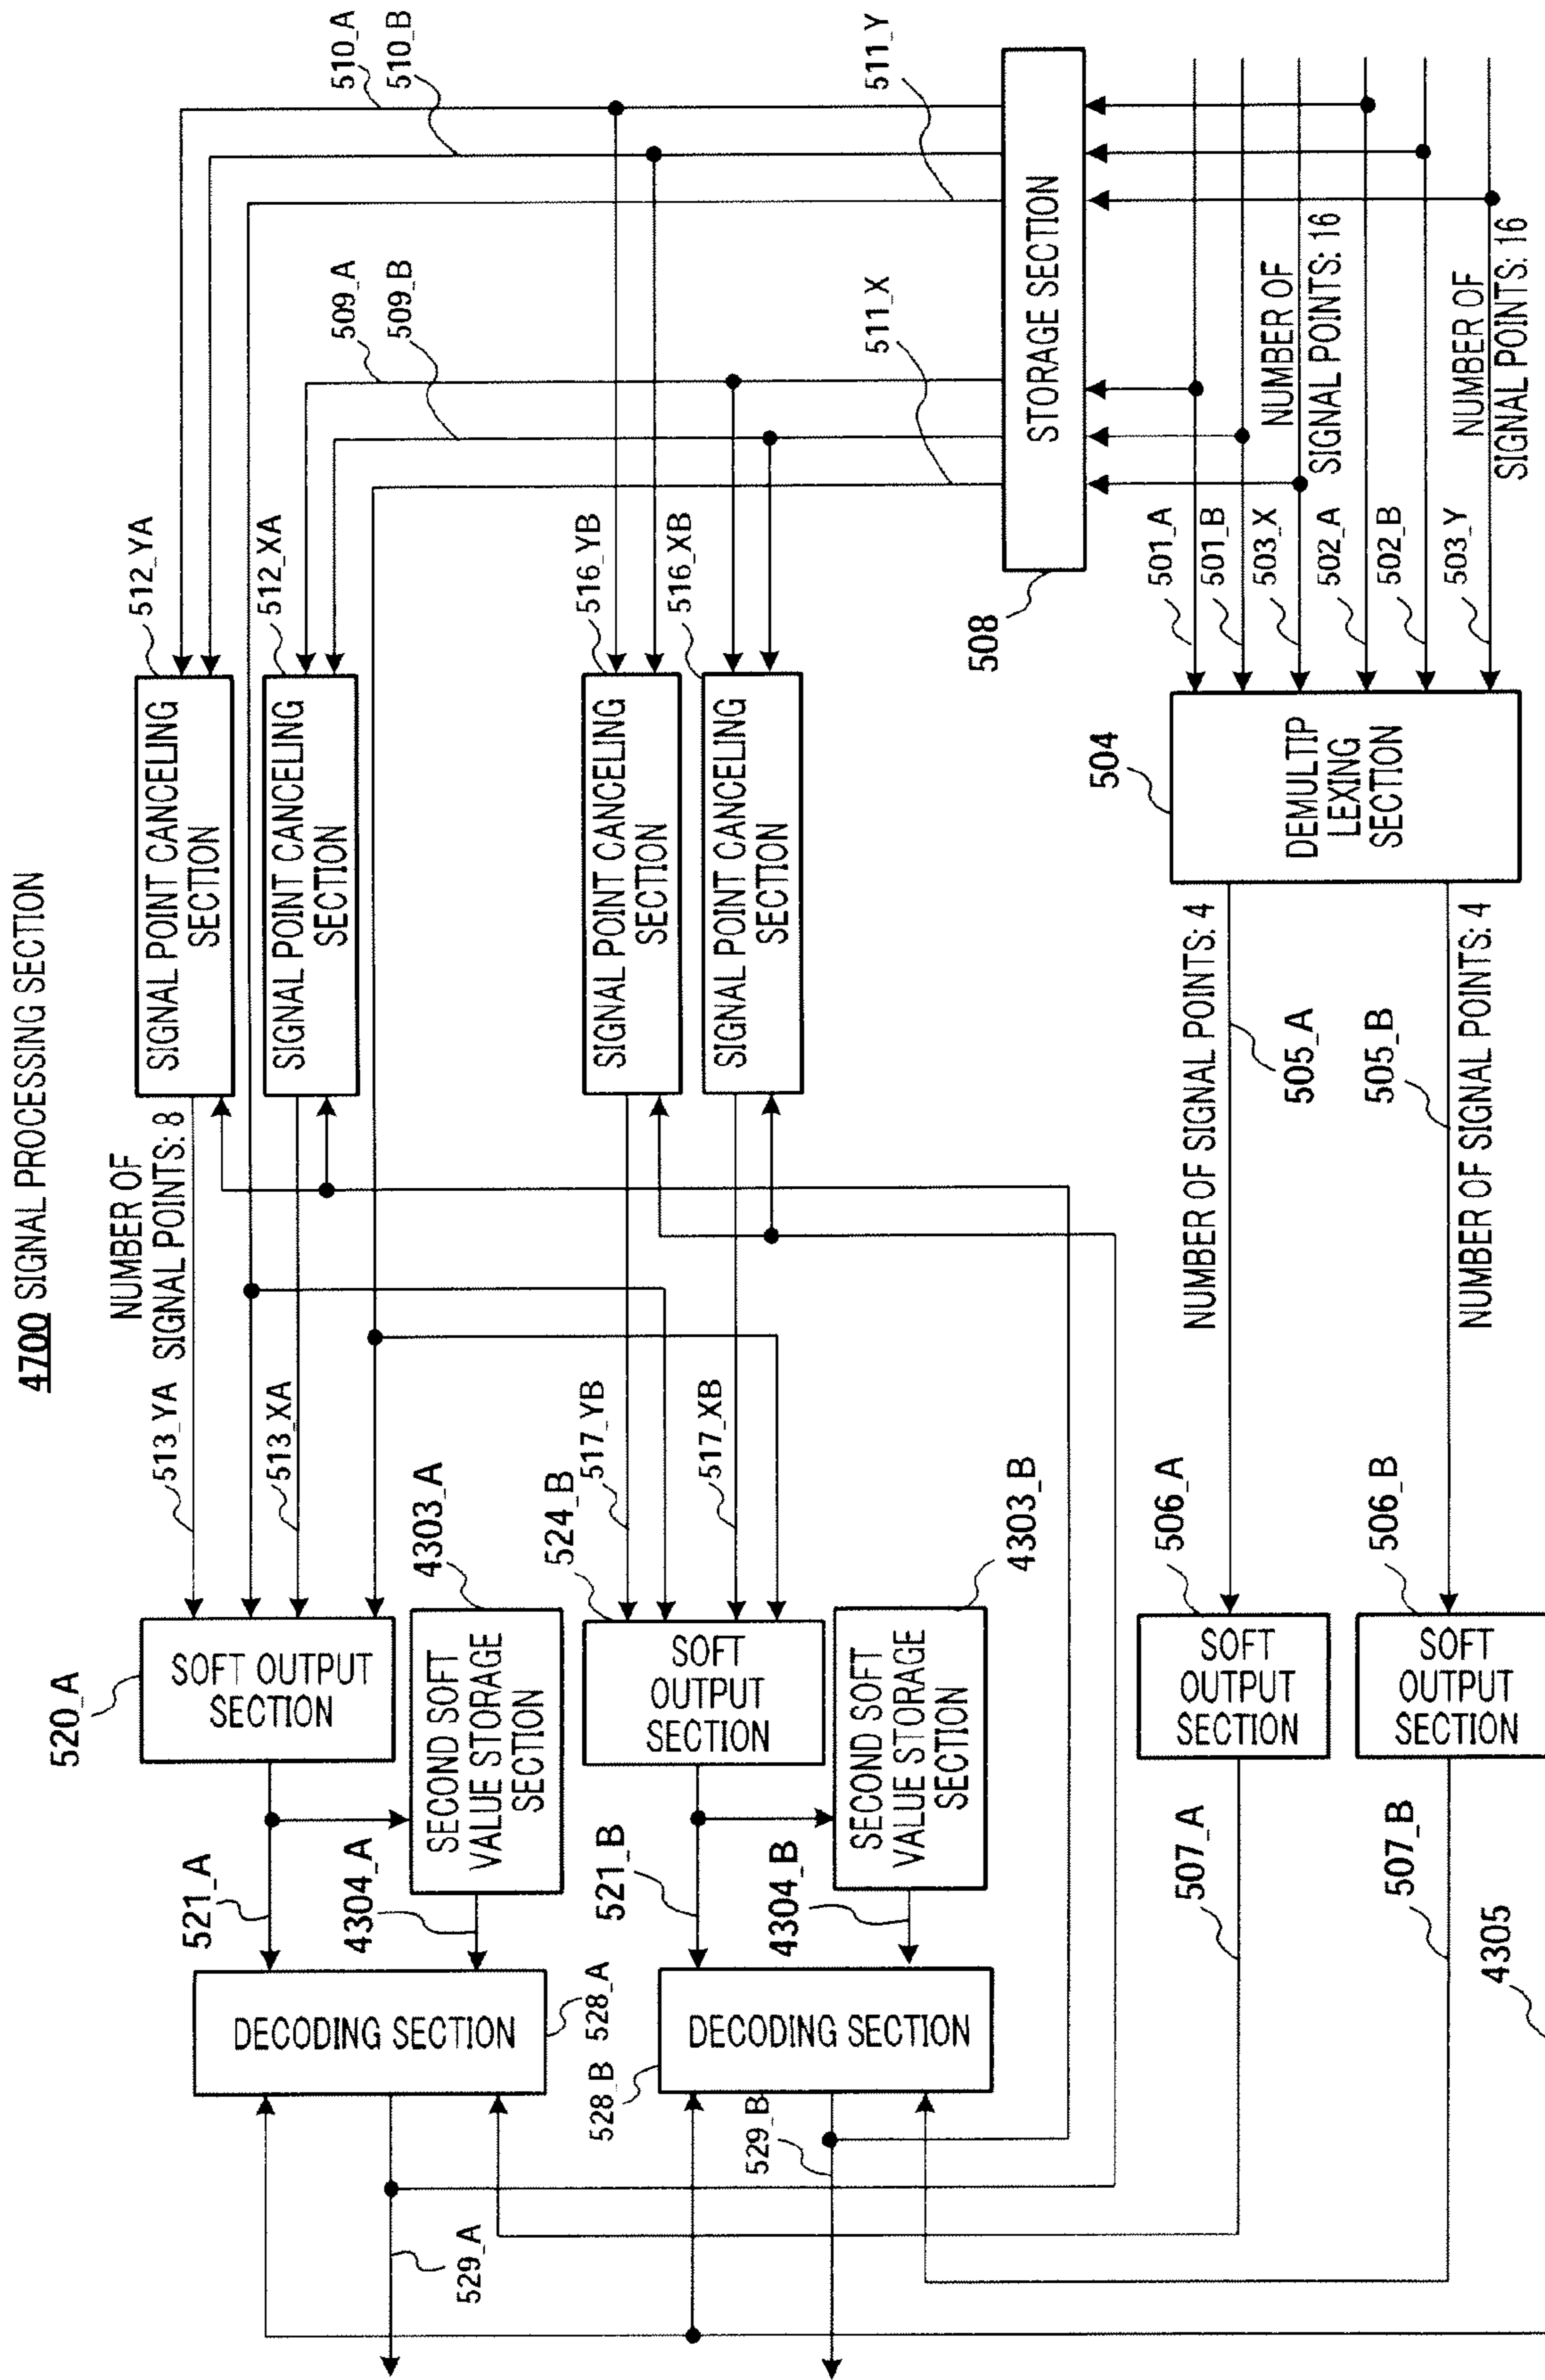 4700 SIGNAL PROCESSING SECTION
510_A
510_B
511_Y
509_A
509_B
511_X
512_YA
SIGNAL POINT CANCELING
SECTION
512_XA
SIGNAL POINT CANCELING
SECTION
516_YB
SIGNAL POINT CANCELING
SECTION
516_XB
SIGNAL POINT CANCELING
SECTION
STORAGE SECTION
508
NUMBER OF
SIGNAL POINTS: 16
NUMBER OF
SIGNAL POINTS: 16
501_A
501_B
503_X
502_A
502_B
503_Y
504
DEMULTIP
LEXING
SECTION
NUMBER OF
SIGNAL POINTS: 8
513_YA
513_XA
517_YB
517_XB
NUMBER OF SIGNAL POINTS: 4
505_A
505_B
NUMBER OF SIGNAL POINTS: 4
520_A
SOFT OUTPUT
SECTION
4303_A
SECOND SOFT
VALUE STORAGE
SECTION
524_B
SOFT
OUTPUT
SECTION
4303_B
SECOND SOFT
VALUE STORAGE
SECTION
506_A
SOFT
OUTPUT
SECTION
506_B
SOFT
OUTPUT
SECTION
521_A
4304_A
521_B
4304_B
507_A
507_B
4305
DECODING SECTION
528_A
DECODING SECTION
528_B
529_A
529_B